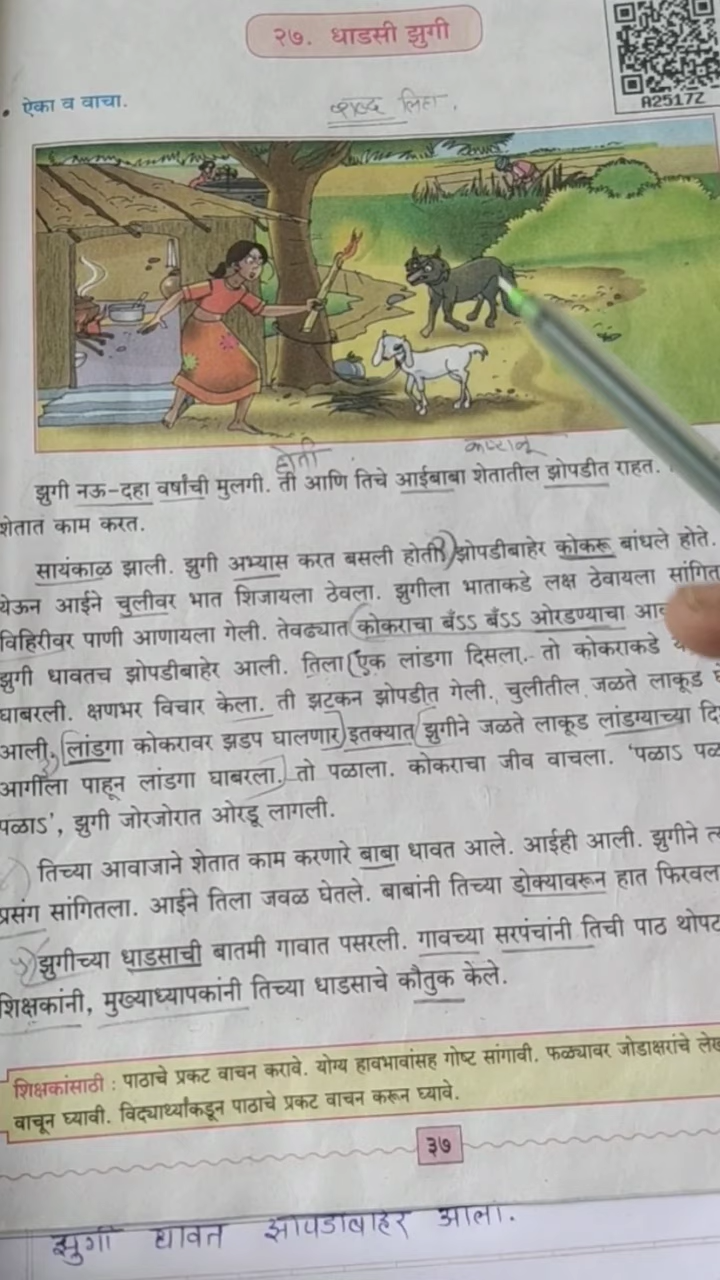 २७. धाडसी झुगी
A2517Z
• ऐका व वाचा.
शब्द लिहा.
होती
झुगी नऊ-दहा वर्षांची मुलगी. ती आणि तिचे आईबाबा शेतातील झोपडीत राहत.
शेतात काम करत.
सायंकाळ झाली. झुगी अभ्यास करत बसली होती. झोपडीबाहेर कोकरू बांधले होते.
येऊन आईने चुलीवर भात शिजायला ठेवला. झुगीला भाताकडे लक्ष ठेवायला सांगित
विहिरीवर पाणी आणायला गेली. तेवढ्यात कोकराचा बँऽऽ बँऽऽ ओरडण्याचा आव
झुगी धावतच झोपडीबाहेर आली. तिला एक लांडगा दिसला. तो कोकराकडे
घाबरली. क्षणभर विचार केला. ती झटकन झोपडीत गेली. चुलीतील जळते लाकूड
आली. लांडगा कोकरावर झडप घालणार इतक्यात झुगीने जळते लाकूड लांडग्याच्या दि
आगीला पाहून लांडगा घाबरला. तो पळाला. कोकराचा जीव वाचला. 'पळाऽ पळ
पळाऽ', झुगी जोरजोरात ओरडू लागली.
तिच्या आवाजाने शेतात काम करणारे बाबा धावत आले. आईही आली. झुगीने त्
प्रसंग सांगितला. आईने तिला जवळ घेतले. बाबांनी तिच्या डोक्यावरून हात फिरवल
झुगीच्या धाडसाची बातमी गावात पसरली. गावच्या सरपंचांनी तिची पाठ थोपट
शिक्षकांनी, मुख्याध्यापकांनी तिच्या धाडसाचे कौतुक केले.
शिक्षकांसाठी : पाठाचे प्रकट वाचन करावे. योग्य हावभावांसह गोष्ट सांगावी. फळ्यावर जोडाक्षरांचे लेख
वाचून घ्यावी. विद्यार्थ्यांकडून पाठाचे प्रकट वाचन करून घ्यावे.
३७
झुगी धावत झोपडीबाहेर आली.